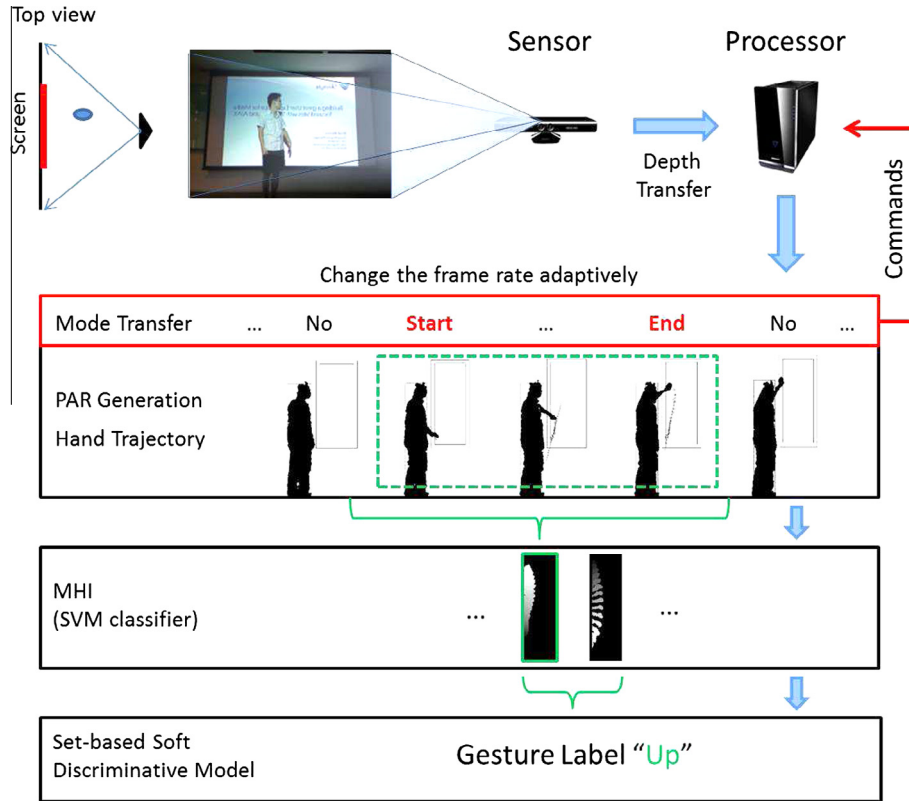 Top view
Screen
Sensor
Processor
Depth
Transfer
Commands
Change the frame rate adaptively
Mode Transfer ... No Start ... End No ...
PAR Generation
Hand Trajectory
MHI
(SVM classifier)
... ...
Set-based Soft
Discriminative Model
Gesture Label “Up”